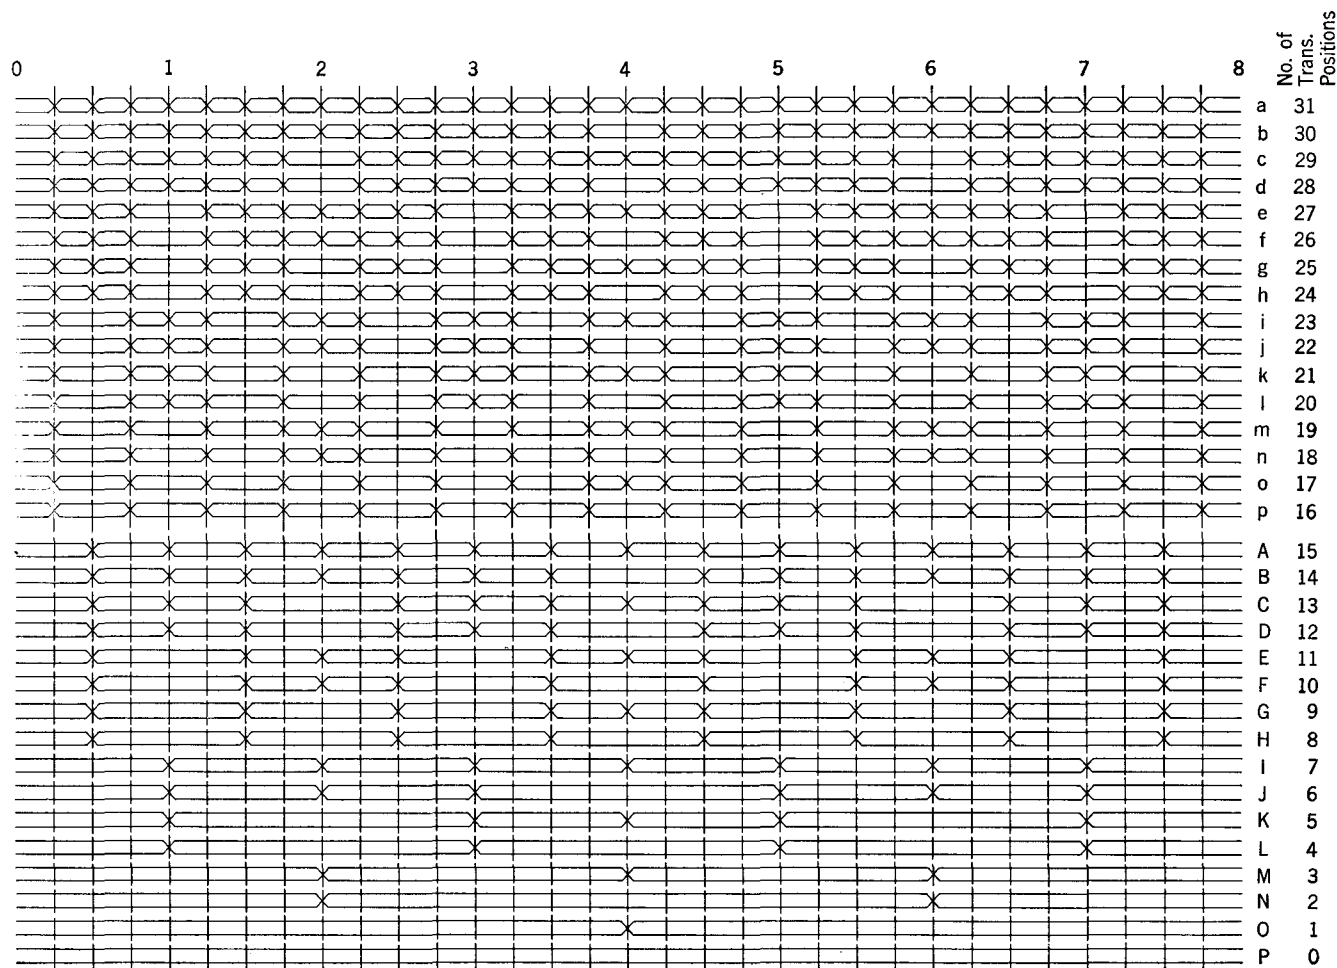 No. of
Trans.
Positions
0 1 2 3 4 5 6 7 8
a 31
b 30
c 29
d 28
e 27
f 26
g 25
h 24
i 23
j 22
k 21
l 20
m 19
n 18
o 17
p 16
A 15
B 14
C 13
D 12
E 11
F 10
G 9
H 8
I 7
J 6
K 5
L 4
M 3
N 2
O 1
P 0